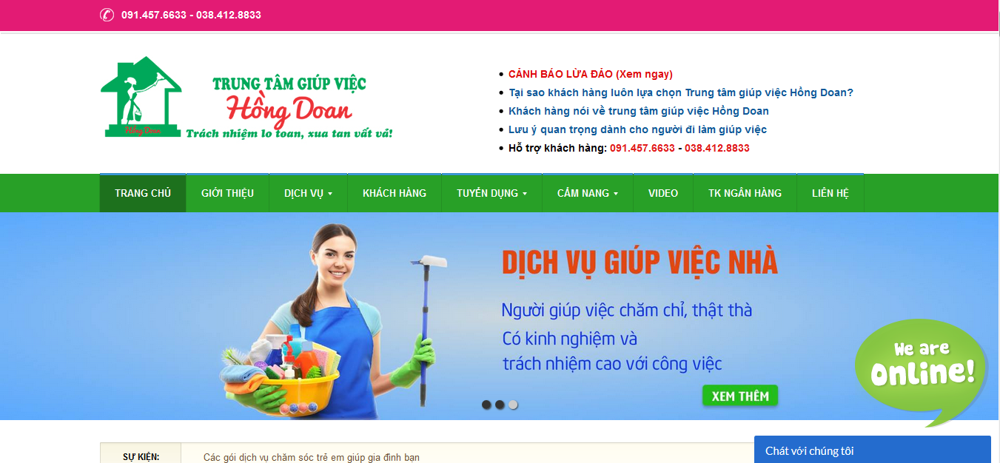 091.457.6633 - 038.412.8833
TRUNG TÂM GIÚP VIỆC
Hồng Doan
Hồng Doan
Trách nhiệm lo toan, xua tan vất vả!
CẢNH BÁO LỪA ĐẢO (Xem ngay)
Tại sao khách hàng luôn lựa chọn Trung tâm giúp việc Hồng Doan?
Khách hàng nói về trung tâm giúp việc Hồng Doan
Lưu ý quan trọng dành cho người đi làm giúp việc
Hỗ trợ khách hàng: 091.457.6633 - 038.412.8833
TRANG CHỦ GIỚI THIỆU DỊCH VỤ KHÁCH HÀNG TUYỂN DỤNG CẨM NANG VIDEO TK NGÂN HÀNG LIÊN HỆ
DỊCH VỤ GIÚP VIỆC NHÀ
Người giúp việc chăm chỉ, thật thà
Có kinh nghiệm và
trách nhiệm cao với công việc
XEM THÊM
We are
Online!
Chát với chúng tôi
SỰ KIỆN: Các gói dịch vụ chăm sóc trẻ em giúp gia đình bạn